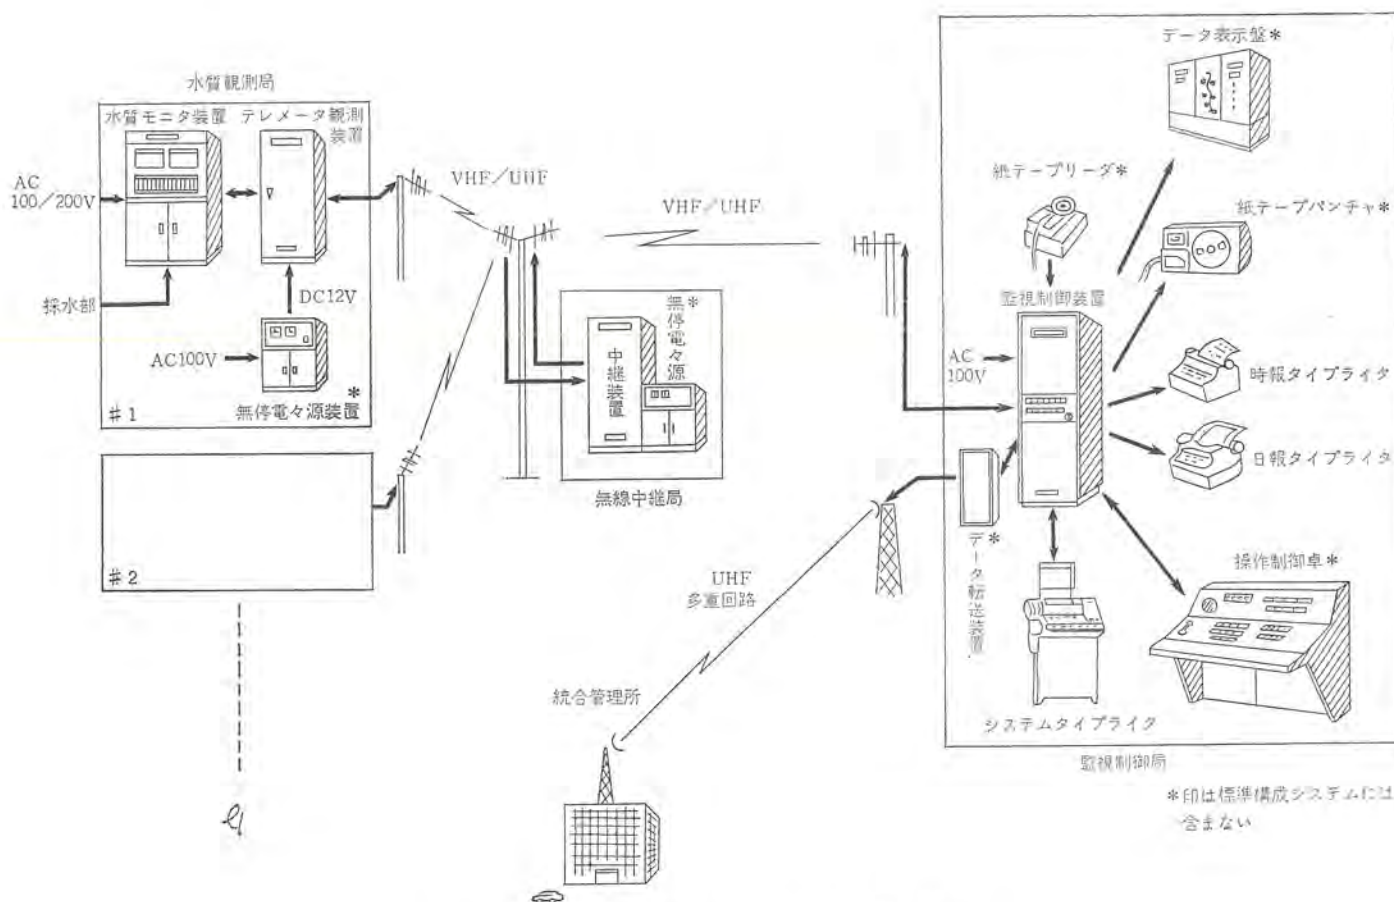 水質観測局
水質モニタ装置
テレメータ観測
装置
AC
100/200V
採水部
DC12V
AC100V
*
無停電々源装置
#1
#2
VHF/UHF
VHF/UHF
中継装置
無停電々源*
無線中継局
UHF
多重回路
統合管理所
データ表示盤*
紙テープリーダ*
紙テープパンチャ*
監視制御装置
AC
100V
時報タイプライタ
日報タイプライタ
データ転送装置*
操作制御卓*
システムタイプライタ
監視制御局
*印は標準構成システムには
含まない